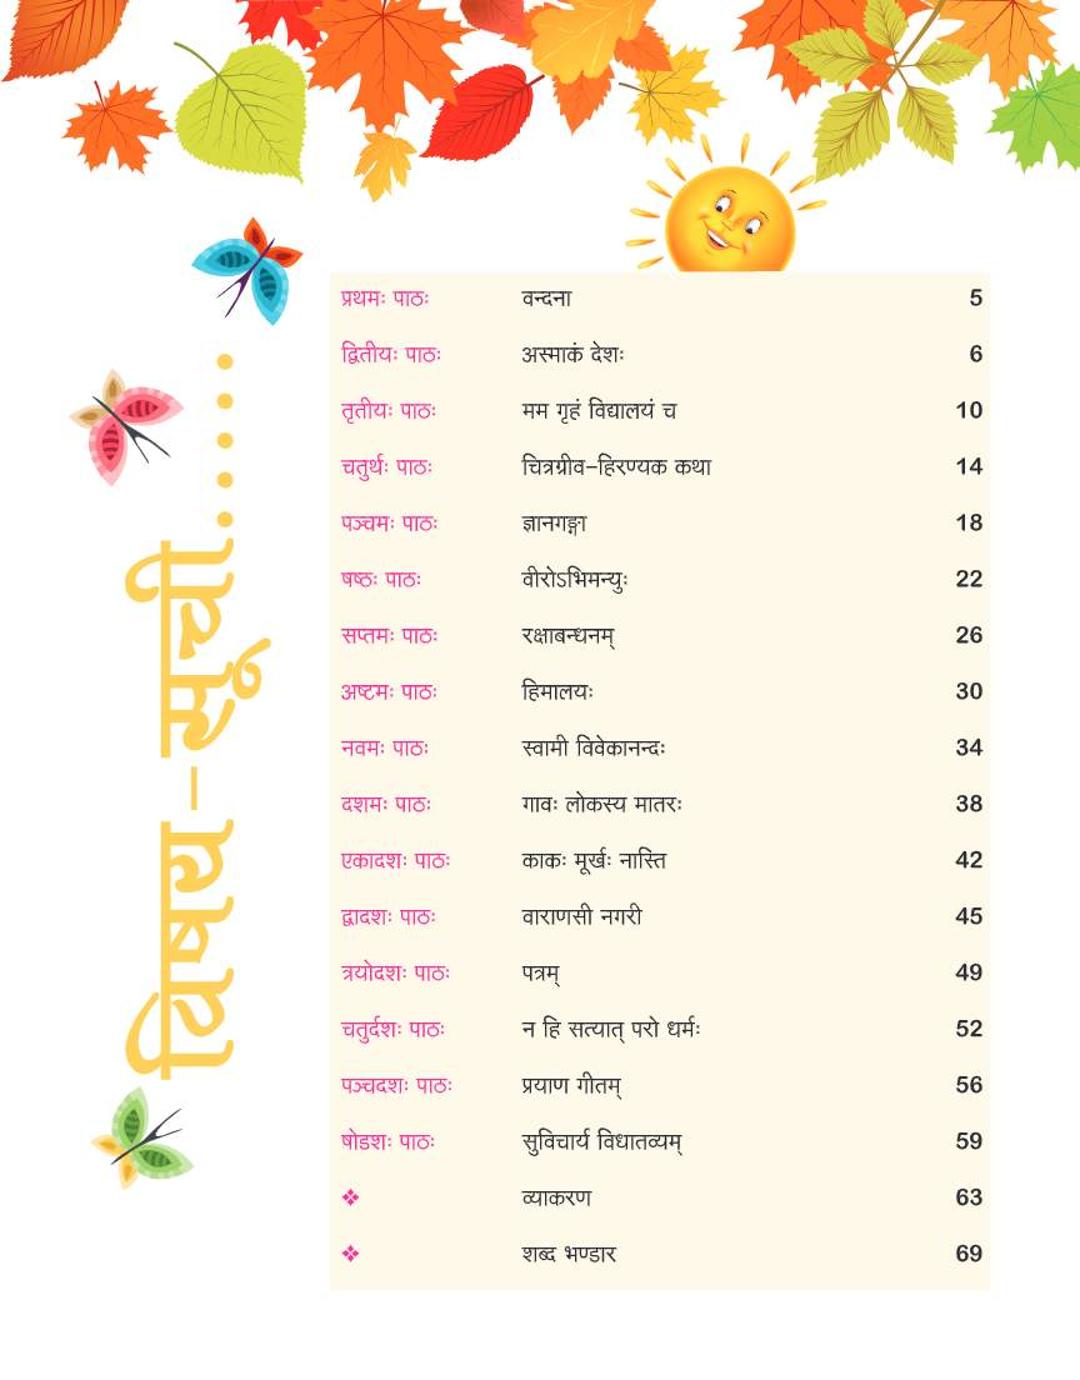 विषय-सूची......
प्रथमः पाठः वन्दना 5
द्वितीयः पाठः अस्माकं देशः 6
तृतीयः पाठः मम गृहं विद्यालयं च 10
चतुर्थः पाठः चित्रग्रीव-हिरण्यक कथा 14
पञ्चमः पाठः ज्ञानगङ्गा 18
षष्ठः पाठः वीरोऽभिमन्युः 22
सप्तमः पाठः रक्षाबन्धनम् 26
अष्टमः पाठः हिमालयः 30
नवमः पाठः स्वामी विवेकानन्दः 34
दशमः पाठः गावः लोकस्य मातरः 38
एकादशः पाठः काकः मूर्खः नास्ति 42
द्वादशः पाठः वाराणसी नगरी 45
त्रयोदशः पाठः पत्रम् 49
चतुर्दशः पाठः न हि सत्यात् परो धर्मः 52
पञ्चदशः पाठः प्रयाण गीतम् 56
षोडशः पाठः सुविचार्य विधातव्यम् 59
❖ व्याकरण 63
❖ शब्द भण्डार 69